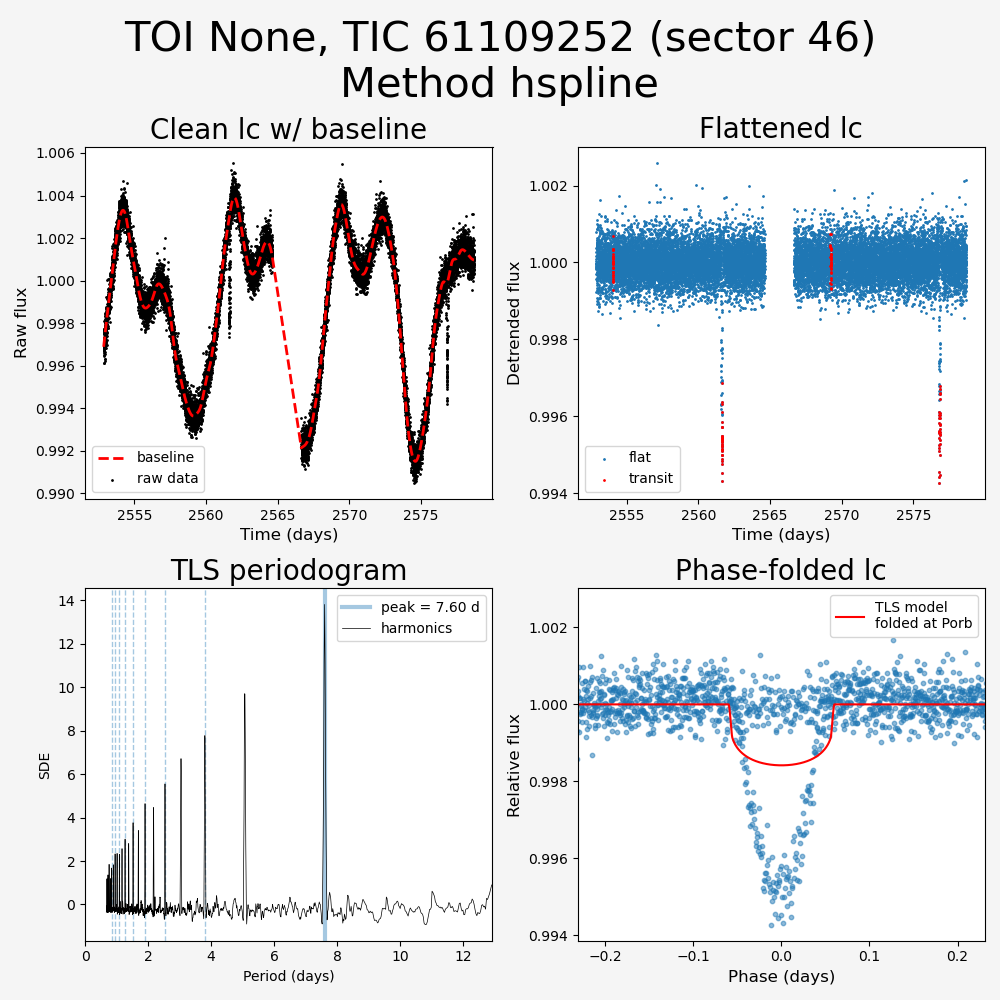 TOI None, TIC 61109252 (sector 46)
Method hspline
Clean lc w/ baseline
Raw flux
1.006
1.004
1.002
1.000
0.998
0.996
0.994
0.992
0.990
baseline
raw data
2555
2560
2565
2570
2575
Time (days)
Flattened lc
Detrended flux
1.002
1.000
0.998
0.996
0.994
flat
transit
2555
2560
2565
2570
2575
Time (days)
TLS periodogram
SDE
14
12
10
8
6
4
2
0
peak = 7.60 d
harmonics
0
2
4
6
8
10
12
Period (days)
Phase-folded lc
Relative flux
1.002
1.000
0.998
0.996
0.994
TLS model
folded at Porb
−0.2
−0.1
0.0
0.1
0.2
Phase (days)